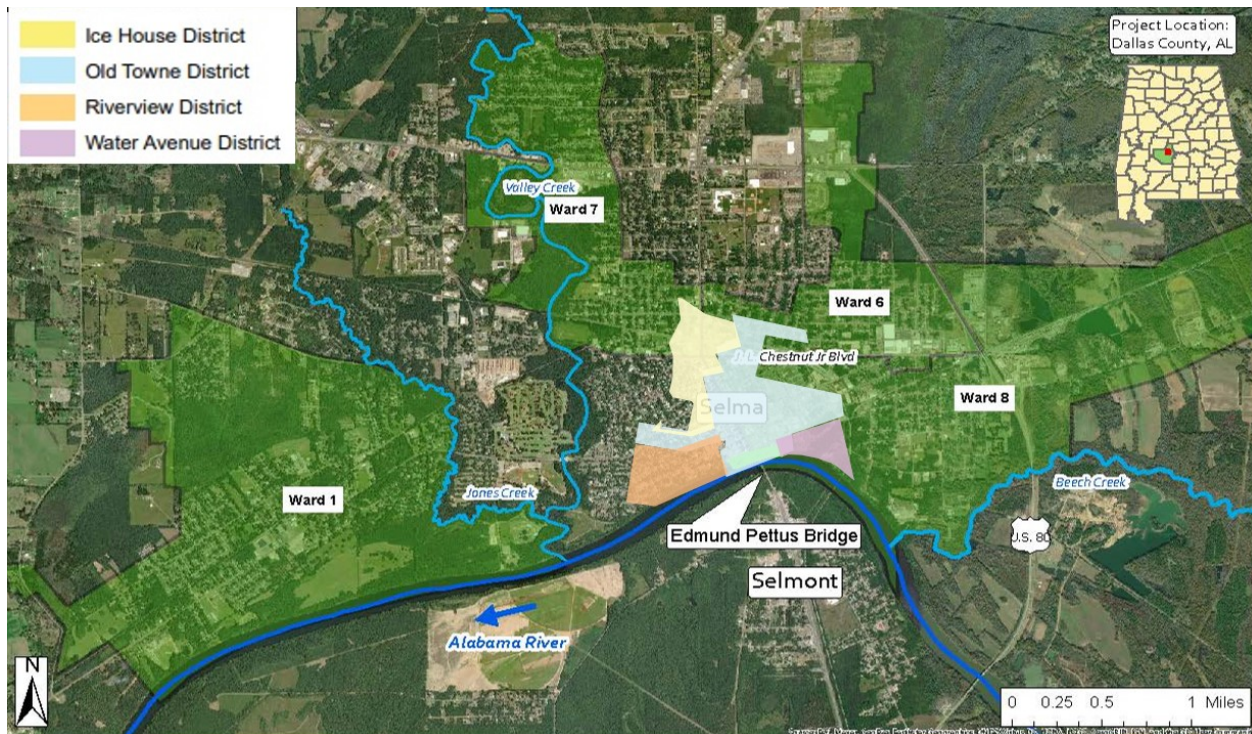 Ice House District
Old Towne District
Riverview District
Water Avenue District
Project Location:
Dallas County, AL
Valley Creek
Ward 7
Ward 6
J. L. Chestnut Jr Blvd
Selma
Ward 8
Ward 1
Jones Creek
Beech Creek
Edmund Pettus Bridge
U.S. 80
Selmont
Alabama River
N
0 0.25 0.5 1 Miles